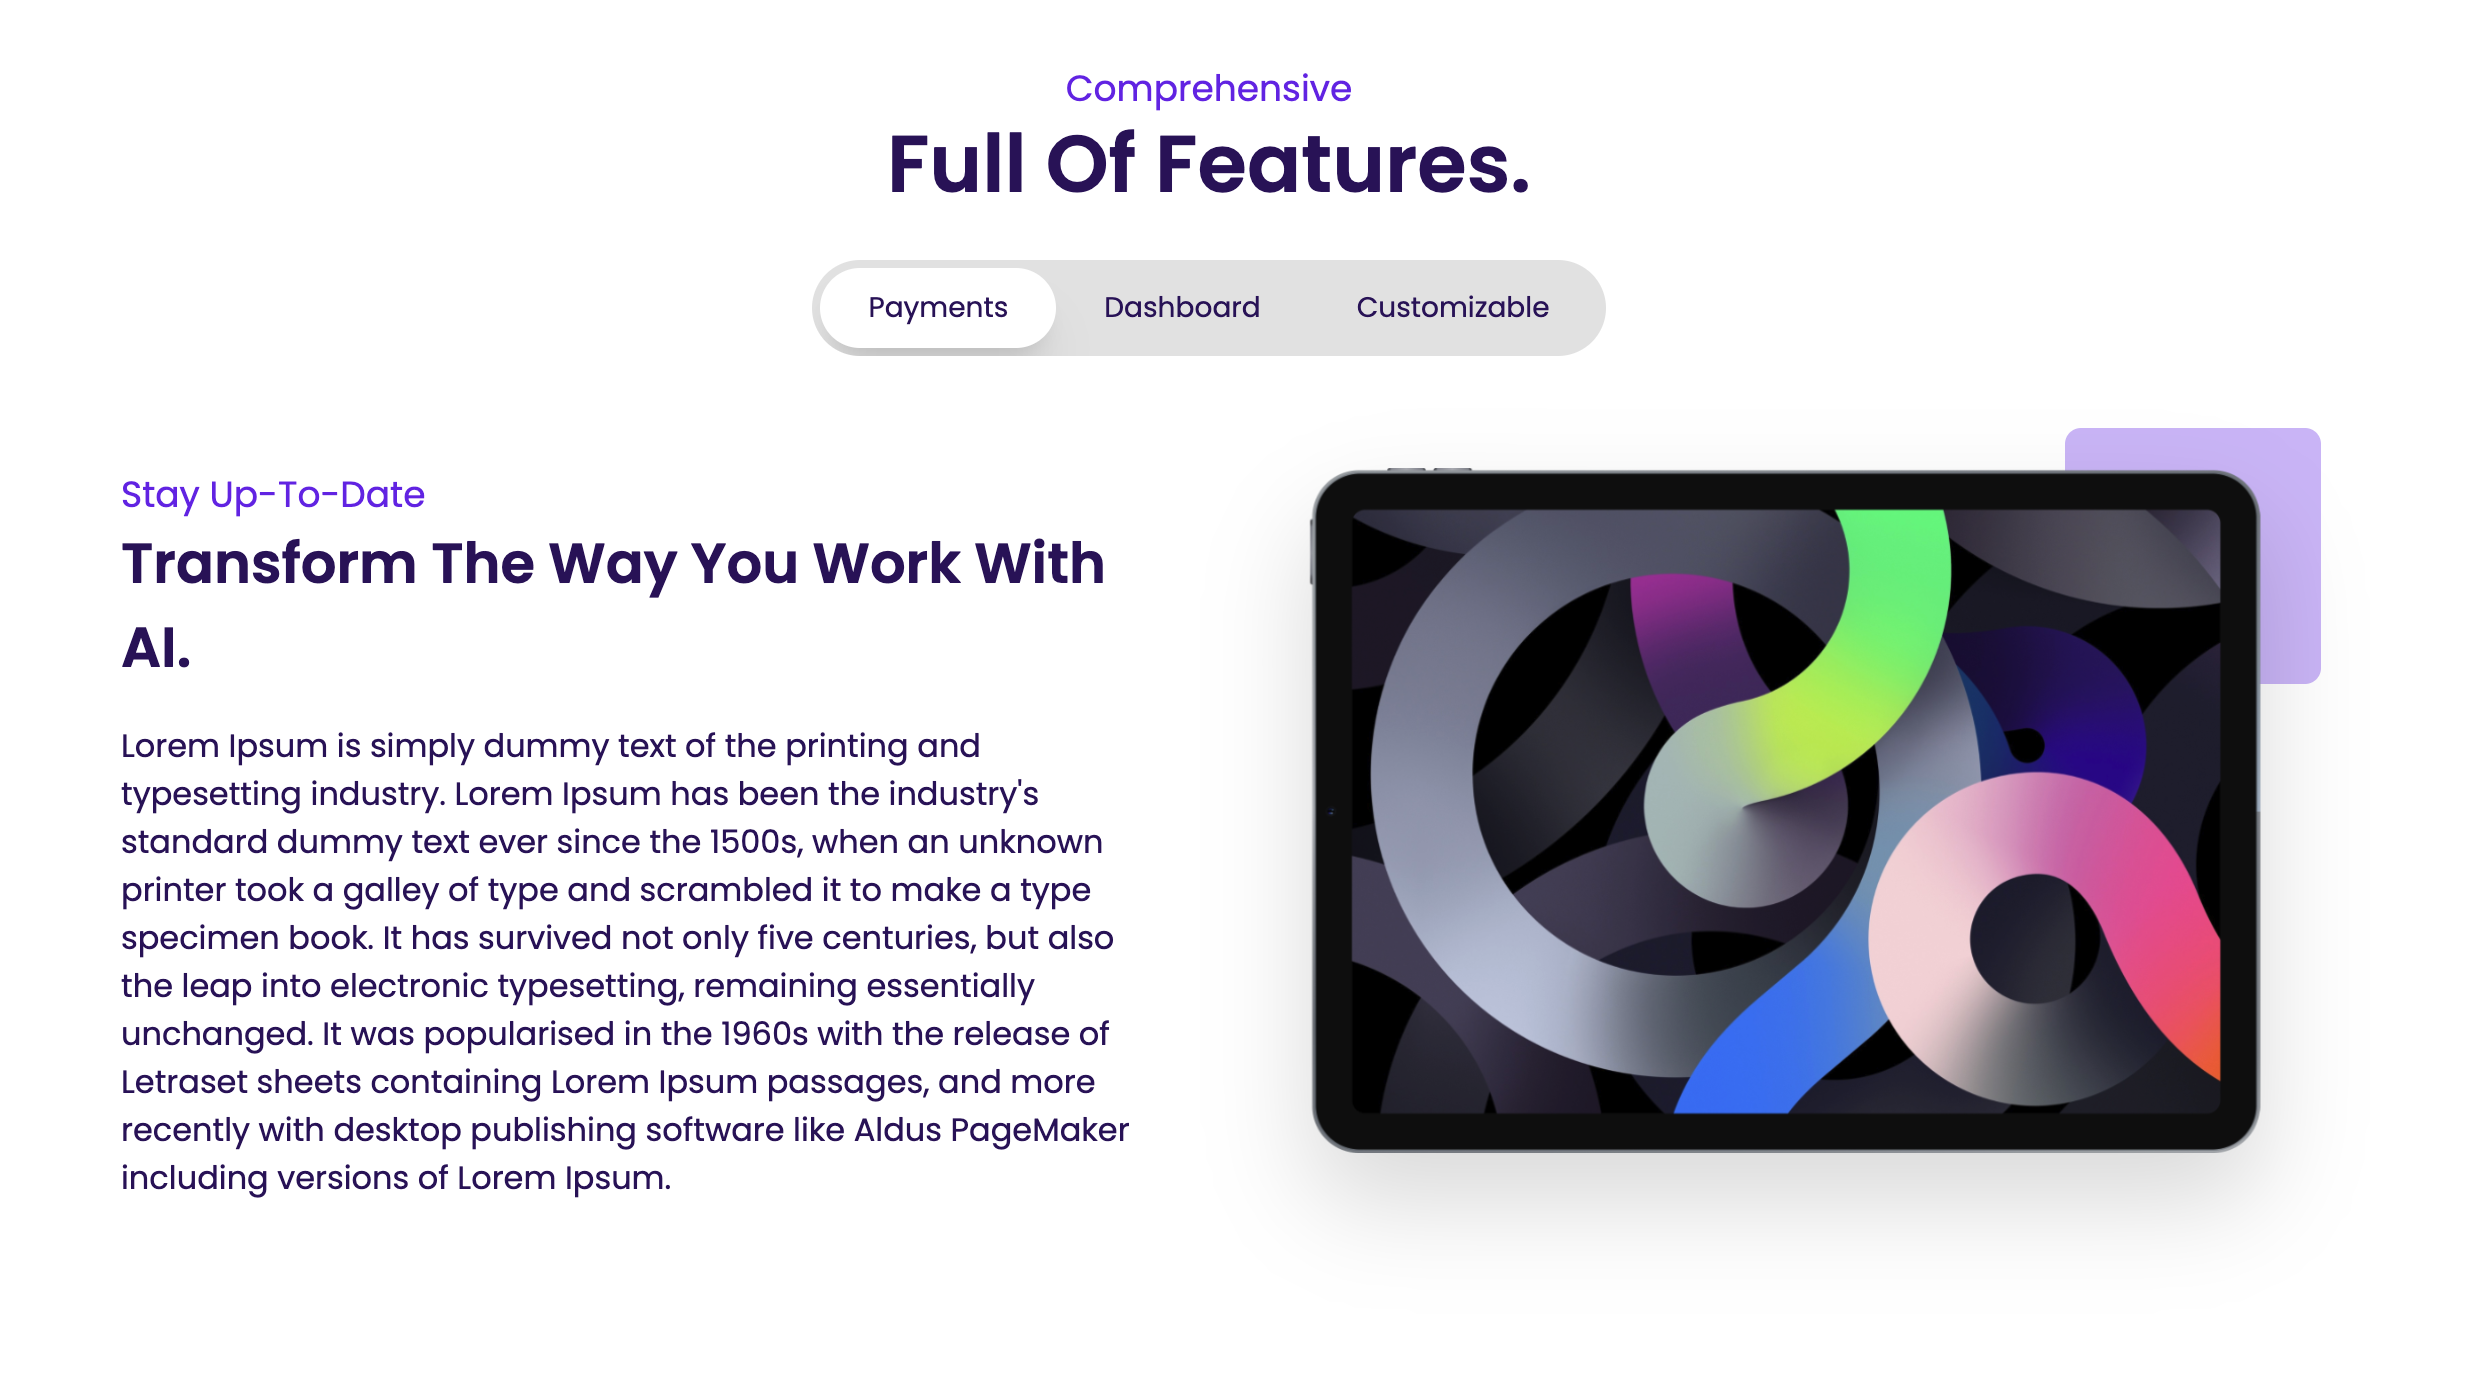 Comprehensive
Full Of Features.
Payments
Dashboard
Customizable
Stay Up-To-Date
Transform The Way You Work With
AI.
Lorem Ipsum is simply dummy text of the printing and
typesetting industry. Lorem Ipsum has been the industry's
standard dummy text ever since the 1500s, when an unknown
printer took a galley of type and scrambled it to make a type
specimen book. It has survived not only five centuries, but also
the leap into electronic typesetting, remaining essentially
unchanged. It was popularised in the 1960s with the release of
Letraset sheets containing Lorem Ipsum passages, and more
recently with desktop publishing software like Aldus PageMaker
including versions of Lorem Ipsum.